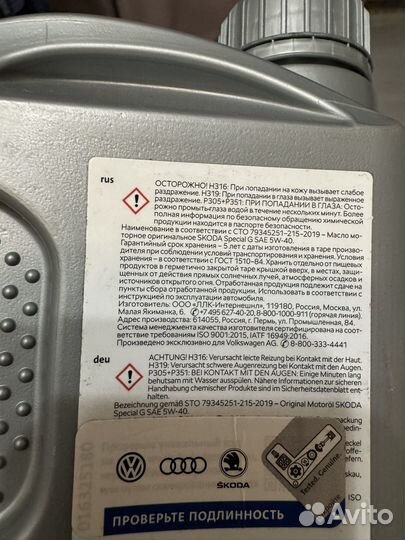 rus
ОСТОРОЖНО! H316: При попадании на кожу вызывает слабое
раздражение. H319: При попадании в глаза вызывает выраженное
раздражение. P305+P351: ПРИ ПОПАДАНИИ В ГЛАЗА: Осто-
рожно промыть глаза водой в течение нескольких минут. Более
полная информация по безопасному обращению химической
продукции находится в паспорте безопасности.
Наименование в соответствии с СТО 79345251-215-2019 – Масло мо-
торное оригинальное SKODA Special G SAE 5W-40.
Гарантийный срок хранения – 5 лет с даты изготовления в таре произво-
дителя при соблюдении условий транспортирования и хранения. Условия
хранения – в соответствии с ГОСТ 1510-84. Хранить отдельно от пищевых
продуктов в герметично закрытой таре крышкой вверх, в местах, защи-
щенных от действия прямых солнечных лучей, атмосферных осадков и
источников открытого огня. Отработанная продукция подлежит сдаче на
пункты сбора отработанной продукции. Использовать в соответствии с
инструкцией по эксплуатации автомобиля.
Изготовитель: ООО «ЛЛК-Интернешнл», 119180, Россия, Москва, ул.
Малая Якиманка, 6. +7 495 627-40-20, 8-800-1000-911 (горячая линия).
Адрес производства: 614055, Россия, г. Пермь, ул. Промышленная, 84.
Система менеджмента качества изготовителя сертифицирована на соот-
ветствие требованиям ISO 9001:2015, IATF 16949:2016.
Произведено эксклюзивно для Volkswagen AG. 8-800-333-4441
deu
ACHTUNG! H316: Verursacht leichte Reizung bei Kontakt mit der Haut.
H319: Verursacht schwere Augenreizung bei Kontakt mit den Augen.
P305+P351: BEI KONTAKT MIT DEN AUGEN: Einige Minuten lang
behutsam mit Wasser ausspülen. Nähere Informationen zur sicheren
Handhabung chemischer Produkte sind im Sicherheitsdatenblatt ent-
Bezeichnung gemäß STO 79345251-215-2019 – Original Motoröl SKODA
Special G SAE 5W-40.
ŠKODA
Tested. Genuine.
ISO
ПРОВЕРЬТЕ ПОДЛИННОСТЬ
Avito